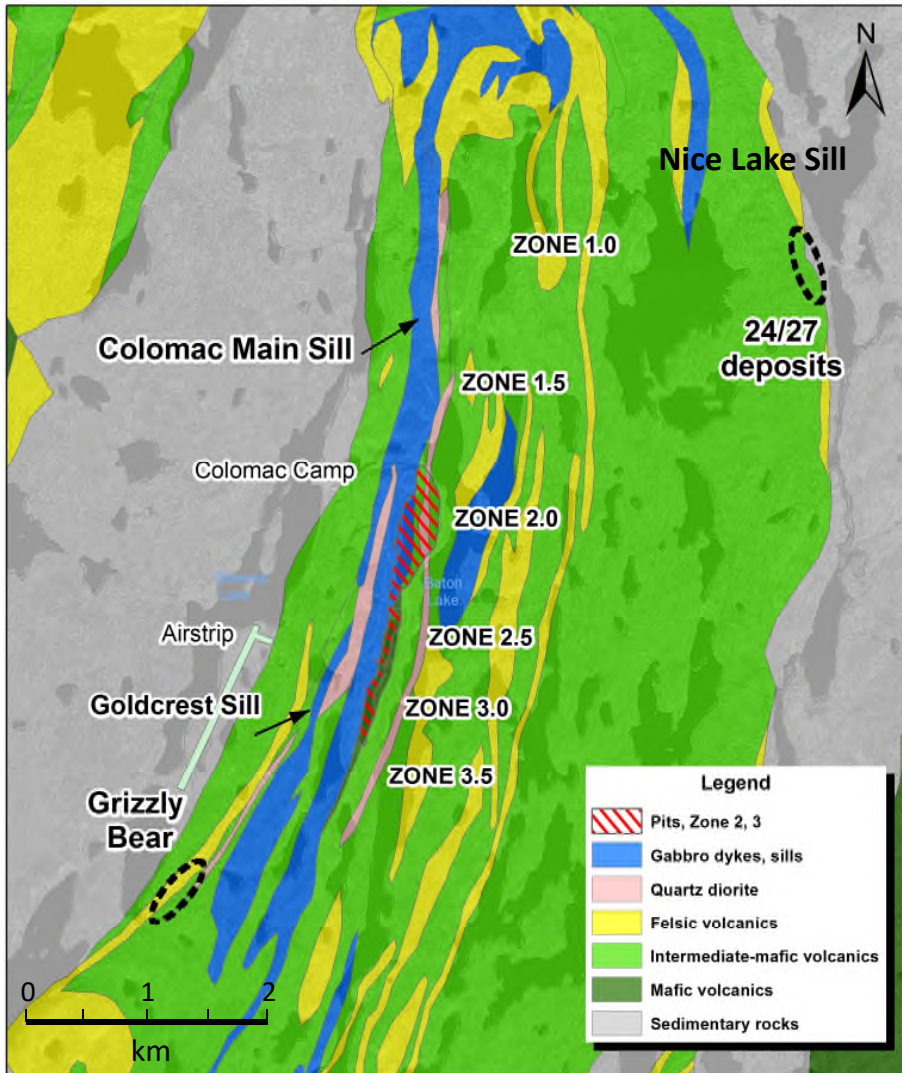 N
Nice Lake Sill
ZONE 1.0
24/27
deposits
Colomac Main Sill
ZONE 1.5
Colomac Camp
ZONE 2.0
Baton
Lake
Airstrip
ZONE 2.5
Goldcrest Sill
ZONE 3.0
ZONE 3.5
Grizzly
Bear
Legend
Pits, Zone 2, 3
Gabbro dykes, sills
Quartz diorite
Felsic volcanics
Intermediate-mafic volcanics
Mafic volcanics
Sedimentary rocks
0 1 2
km